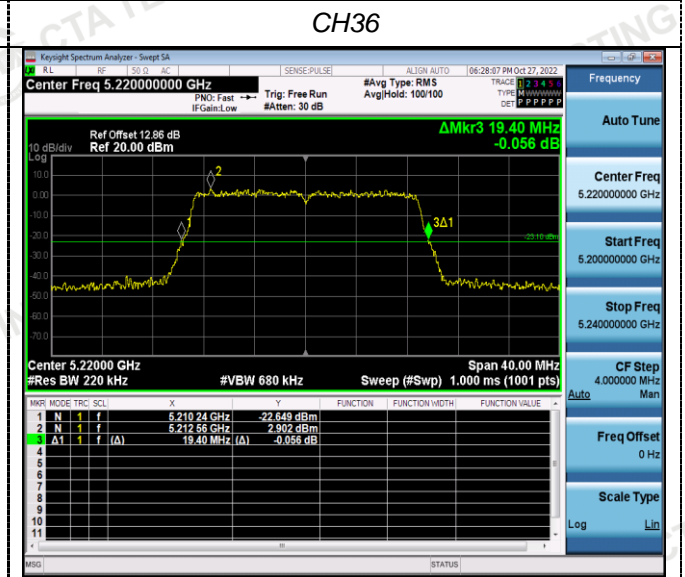 CH36
Keysight Spectrum Analyzer - Swept SA
RL RF 50 Ω AC SENSE:PULSE ALIGN AUTO 06:28:07 PM Oct 27, 2022
Center Freq 5.220000000 GHz
PNO: Fast
IFGain:Low
Trig: Free Run
#Atten: 30 dB
#Avg Type: RMS
Avg|Hold: 100/100
TRACE 1 2 3 4 5 6
TYPE M W W W W W
DET P P P P P P
Frequency
Auto Tune
Center Freq
5.220000000 GHz
Start Freq
5.200000000 GHz
Stop Freq
5.240000000 GHz
CF Step
4.000000 MHz
Auto Man
Freq Offset
0 Hz
Scale Type
Log Lin
ΔMkr3 19.40 MHz
-0.056 dB
Ref Offset 12.86 dB
10 dB/div Ref 20.00 dBm
Log
10.0
0.00
-10.0
-20.0
-30.0
-40.0
-50.0
-60.0
-70.0
2
1
3Δ1
-23.10 dBm
Center 5.22000 GHz Span 40.00 MHz
#Res BW 220 kHz #VBW 680 kHz Sweep (#Swp) 1.000 ms (1001 pts)
MKR MODE TRC SCL X Y FUNCTION FUNCTION WIDTH FUNCTION VALUE
1 N 1 f 5.210 24 GHz -22.649 dBm
2 N 1 f 5.212 56 GHz 2.902 dBm
3 Δ1 1 f (Δ) 19.40 MHz (Δ) -0.056 dB
4
5
6
7
8
9
10
11
MSG STATUS